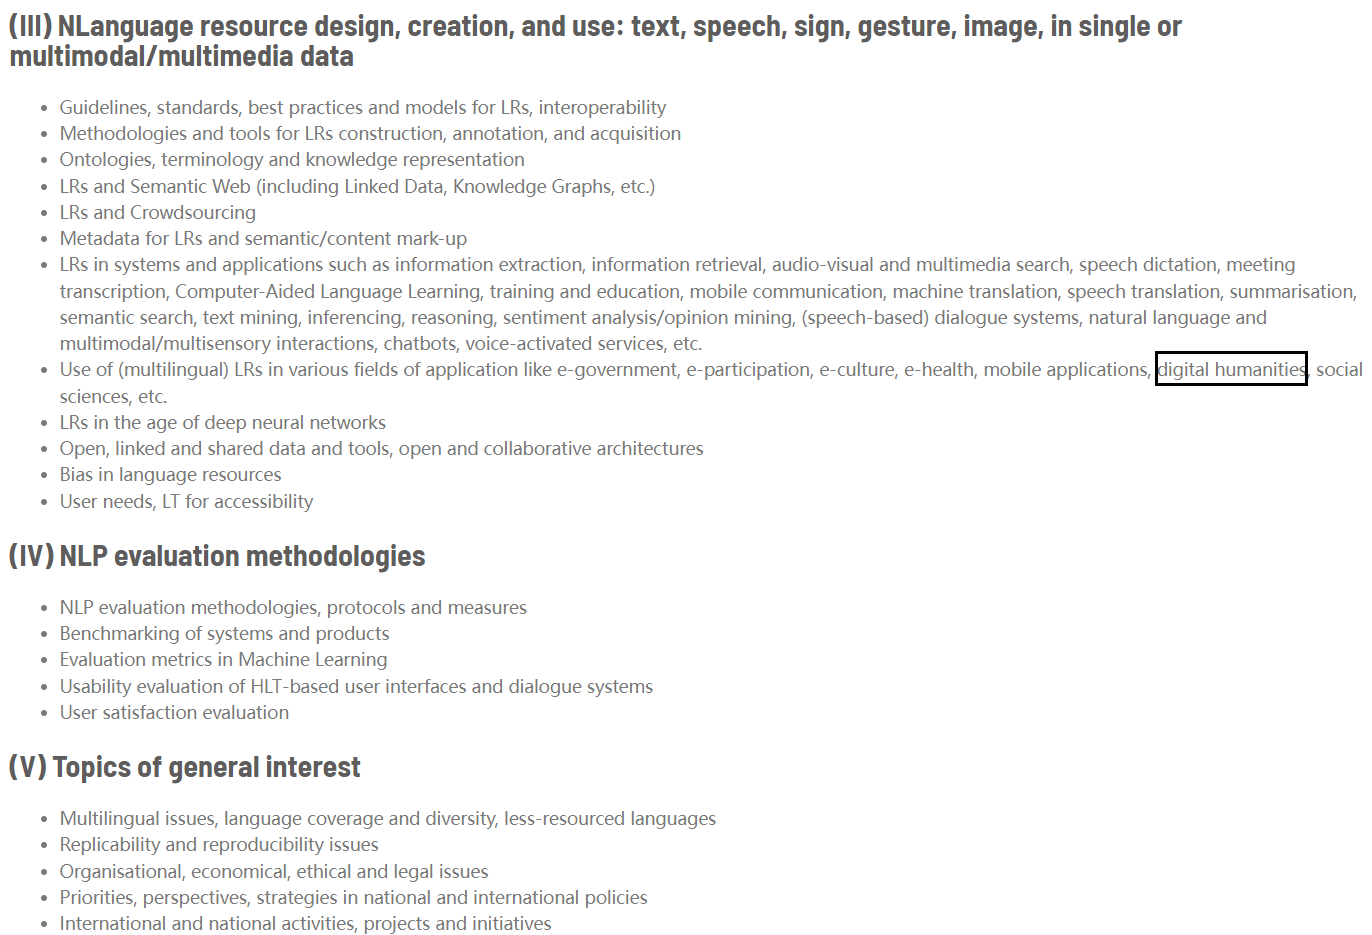 (III) NLanguage resource design, creation, and use: text, speech, sign, gesture, image, in single or
multimodal/multimedia data
• Guidelines, standards, best practices and models for LRs, interoperability
• Methodologies and tools for LRs construction, annotation, and acquisition
• Ontologies, terminology and knowledge representation
• LRs and Semantic Web (including Linked Data, Knowledge Graphs, etc.)
• LRs and Crowdsourcing
• Metadata for LRs and semantic/content mark-up
• LRs in systems and applications such as information extraction, information retrieval, audio-visual and multimedia search, speech dictation, meeting
transcription, Computer-Aided Language Learning, training and education, mobile communication, machine translation, speech translation, summarisation,
semantic search, text mining, inferencing, reasoning, sentiment analysis/opinion mining, (speech-based) dialogue systems, natural language and
multimodal/multisensory interactions, chatbots, voice-activated services, etc.
• Use of (multilingual) LRs in various fields of application like e-government, e-participation, e-culture, e-health, mobile applications, digital humanities, social
sciences, etc.
• LRs in the age of deep neural networks
• Open, linked and shared data and tools, open and collaborative architectures
• Bias in language resources
• User needs, LT for accessibility
(IV) NLP evaluation methodologies
• NLP evaluation methodologies, protocols and measures
• Benchmarking of systems and products
• Evaluation metrics in Machine Learning
• Usability evaluation of HLT-based user interfaces and dialogue systems
• User satisfaction evaluation
(V) Topics of general interest
• Multilingual issues, language coverage and diversity, less-resourced languages
• Replicability and reproducibility issues
• Organisational, economical, ethical and legal issues
• Priorities, perspectives, strategies in national and international policies
• International and national activities, projects and initiatives